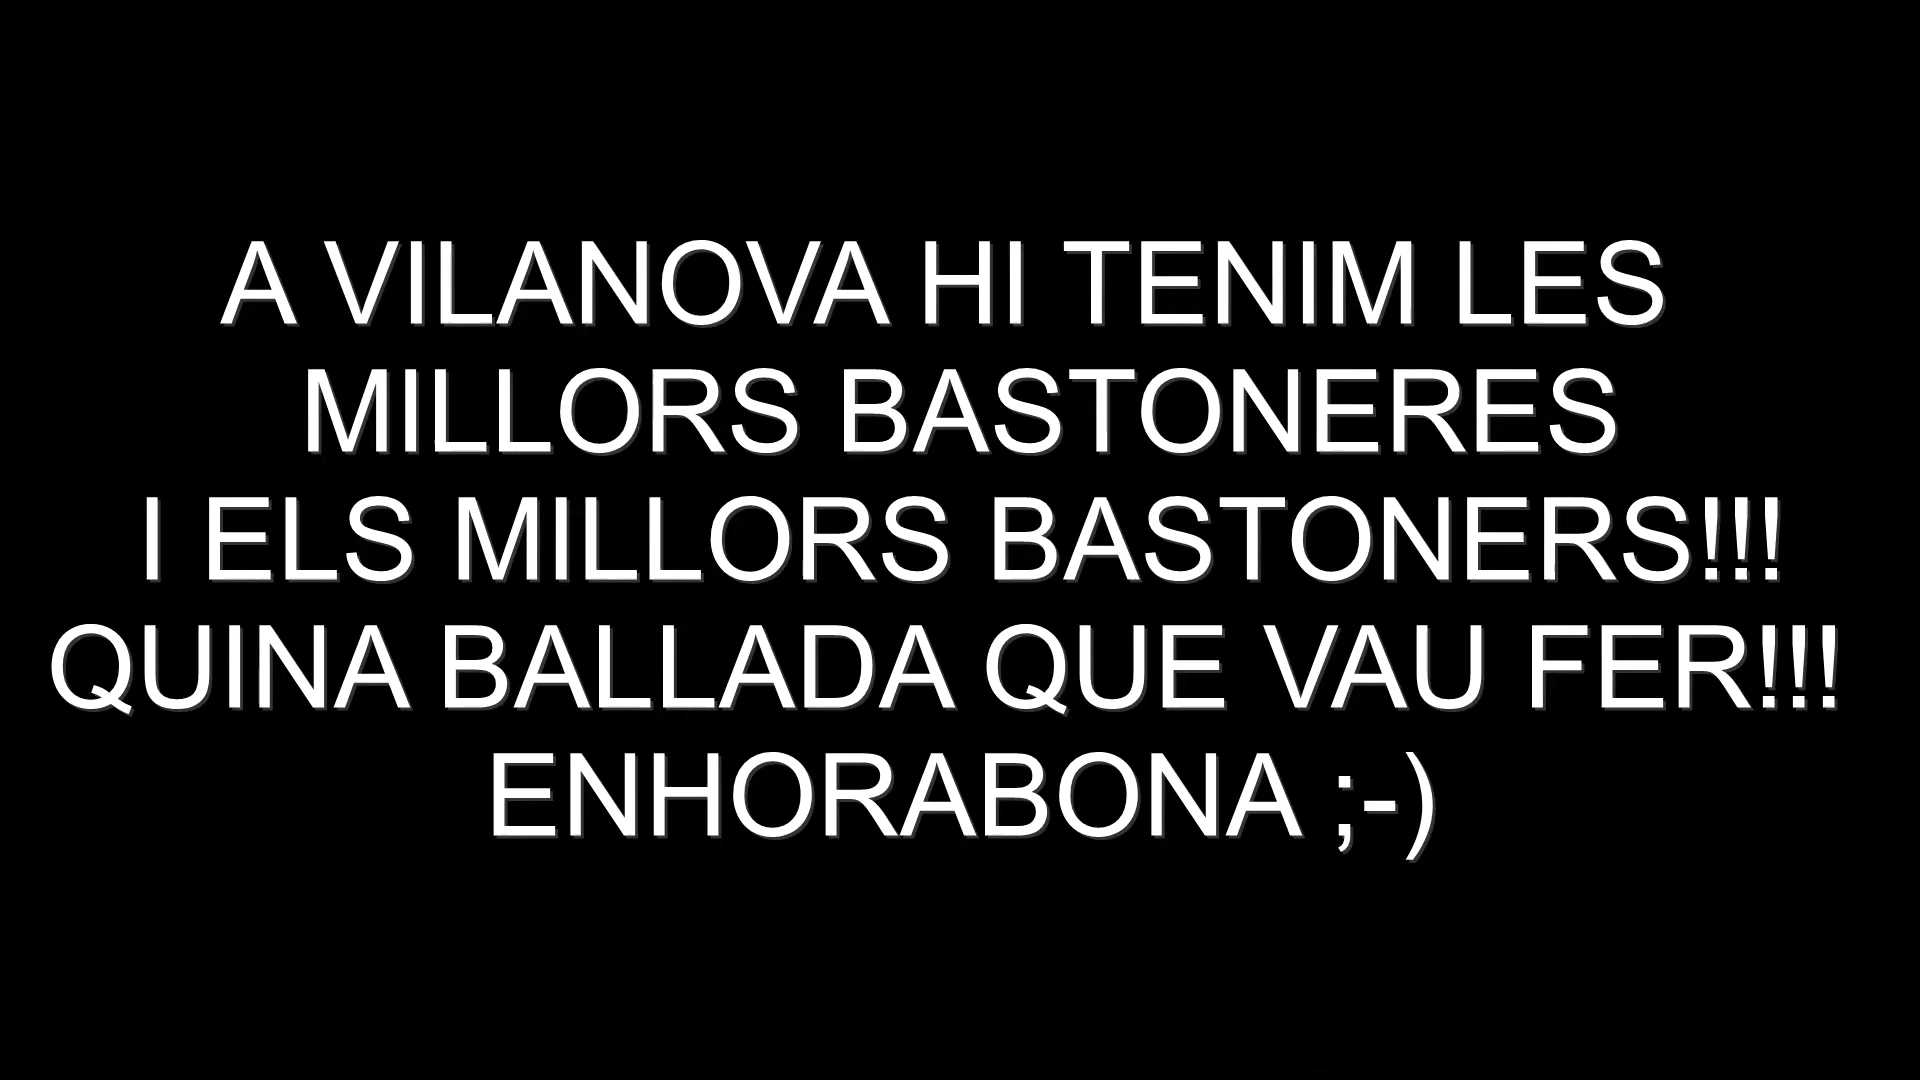 A VILANOVA HI TENIM LES
MILLORS BASTONERES
I ELS MILLORS BASTONERS!!!
QUINA BALLADA QUE VAU FER!!!
ENHORABONA ;-)